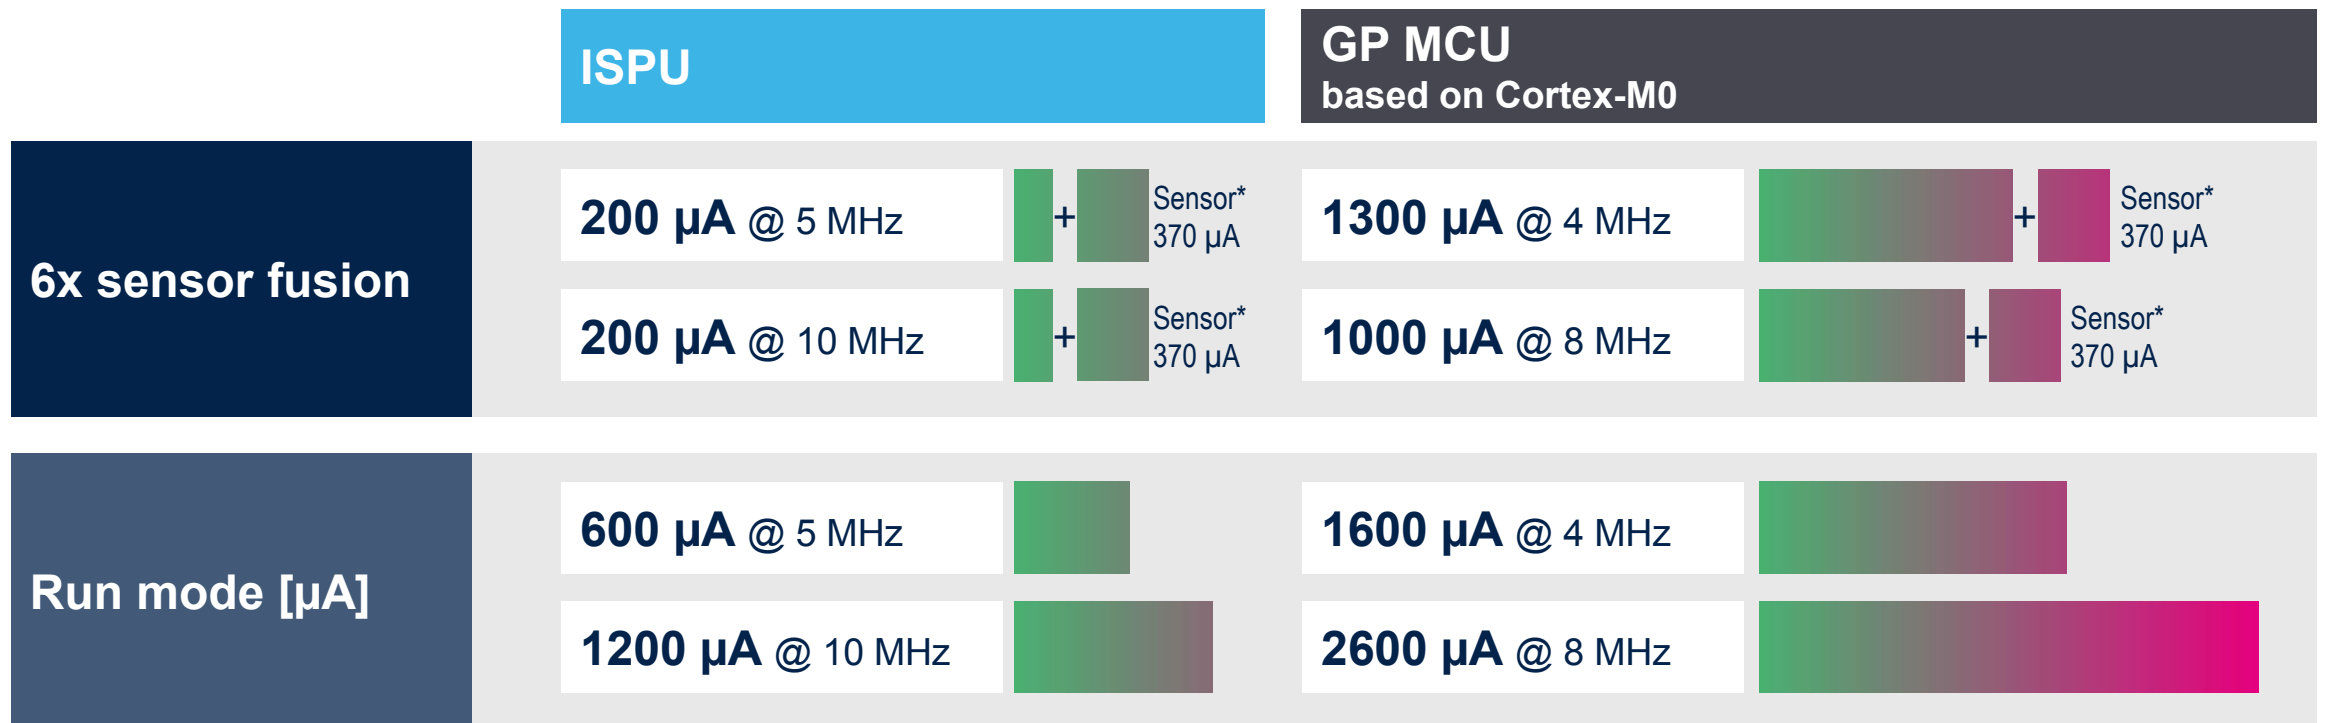 ISPU
GP MCU
based on Cortex-M0
6x sensor fusion
200 µA @ 5 MHz
+
Sensor*
370 µA
1300 µA @ 4 MHz
+
Sensor*
370 µA
200 µA @ 10 MHz
+
Sensor*
370 µA
1000 µA @ 8 MHz
+
Sensor*
370 µA
Run mode [µA]
600 µA @ 5 MHz
1600 µA @ 4 MHz
1200 µA @ 10 MHz
2600 µA @ 8 MHz